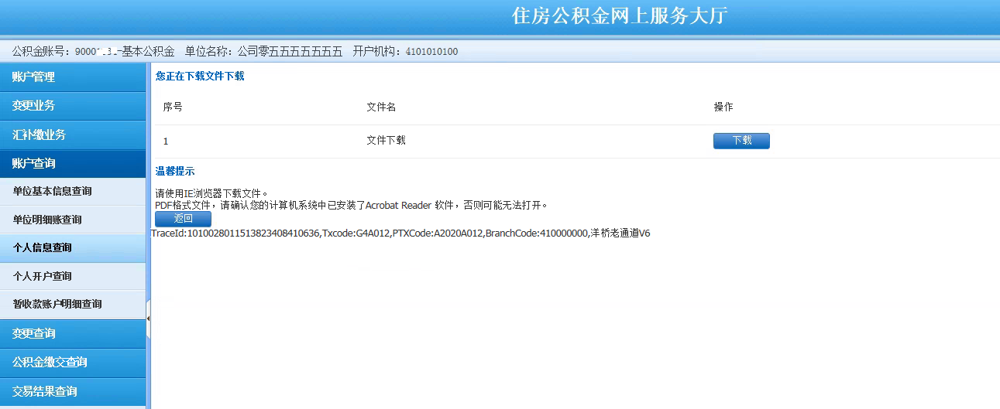 住房公积金网上服务大厅
公积金账号：9000 -基本公积金 单位名称：公司零五五五五五五五 开户机构：4101010100
账户管理
变更业务
汇补缴业务
账户查询
单位基本信息查询
单位明细账查询
个人信息查询
个人开户查询
暂收款账户明细查询
变更查询
公积金缴交查询
交易结果查询
您正在下载文件下载
序号 文件名 操作
1 文件下载 下载
温馨提示
请使用IE浏览器下载文件。
PDF格式文件，请确认您的计算机系统中已安装了Acrobat Reader 软件，否则可能无法打开。
返回
TraceId:1010028011513823408410636,Txcode:G4A012,PTXCode:A2020A012,BranchCode:410000000,洋桥老通道V6